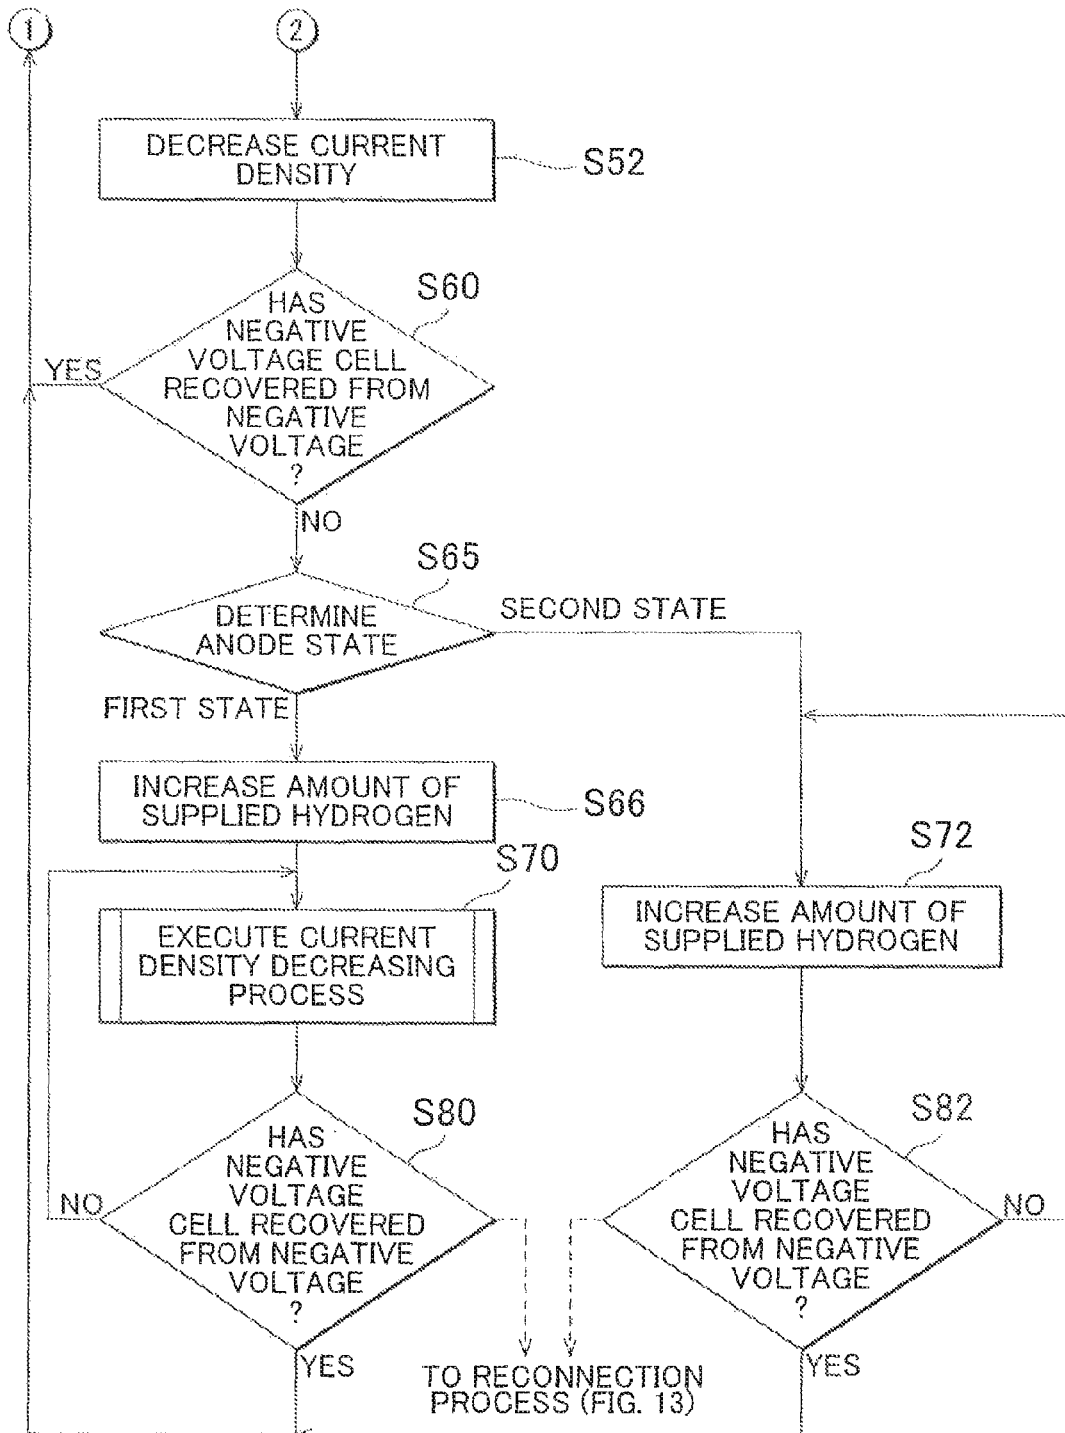 1
2
DECREASE CURRENT
DENSITY
S52
S60
HAS
NEGATIVE
VOLTAGE CELL
RECOVERED FROM
NEGATIVE
VOLTAGE
?
YES
NO
S65
DETERMINE
ANODE STATE
SECOND STATE
FIRST STATE
INCREASE AMOUNT OF
SUPPLIED HYDROGEN
S66
S70
EXECUTE CURRENT
DENSITY DECREASING
PROCESS
S72
INCREASE AMOUNT OF
SUPPLIED HYDROGEN
S80
HAS
NEGATIVE
VOLTAGE
CELL RECOVERED
FROM NEGATIVE
VOLTAGE
?
NO
YES
S82
HAS
NEGATIVE
VOLTAGE
CELL RECOVERED
FROM NEGATIVE
VOLTAGE
?
NO
YES
TO RECONNECTION
PROCESS (FIG. 13)